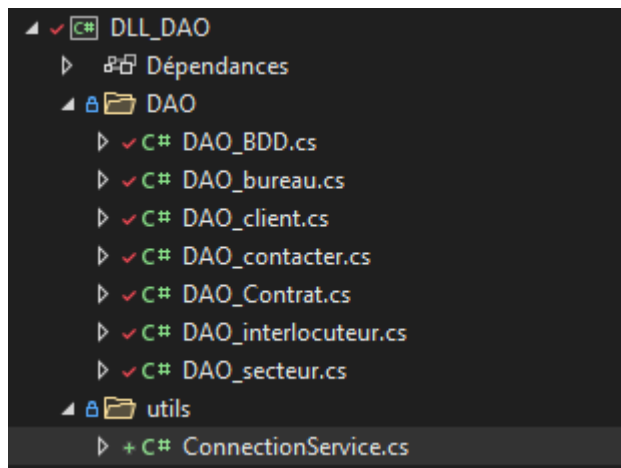 C# DLL_DAO
Dépendances
DAO
C# DAO_BDD.cs
C# DAO_bureau.cs
C# DAO_client.cs
C# DAO_contacter.cs
C# DAO_Contrat.cs
C# DAO_interlocuteur.cs
C# DAO_secteur.cs
utils
+ C# ConnectionService.cs